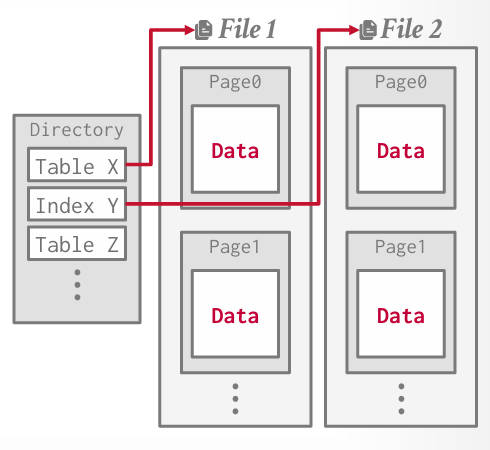 File 1
File 2
Directory
Table X
Index Y
Table Z
Page0
Data
Page1
Data
Page0
Data
Page1
Data